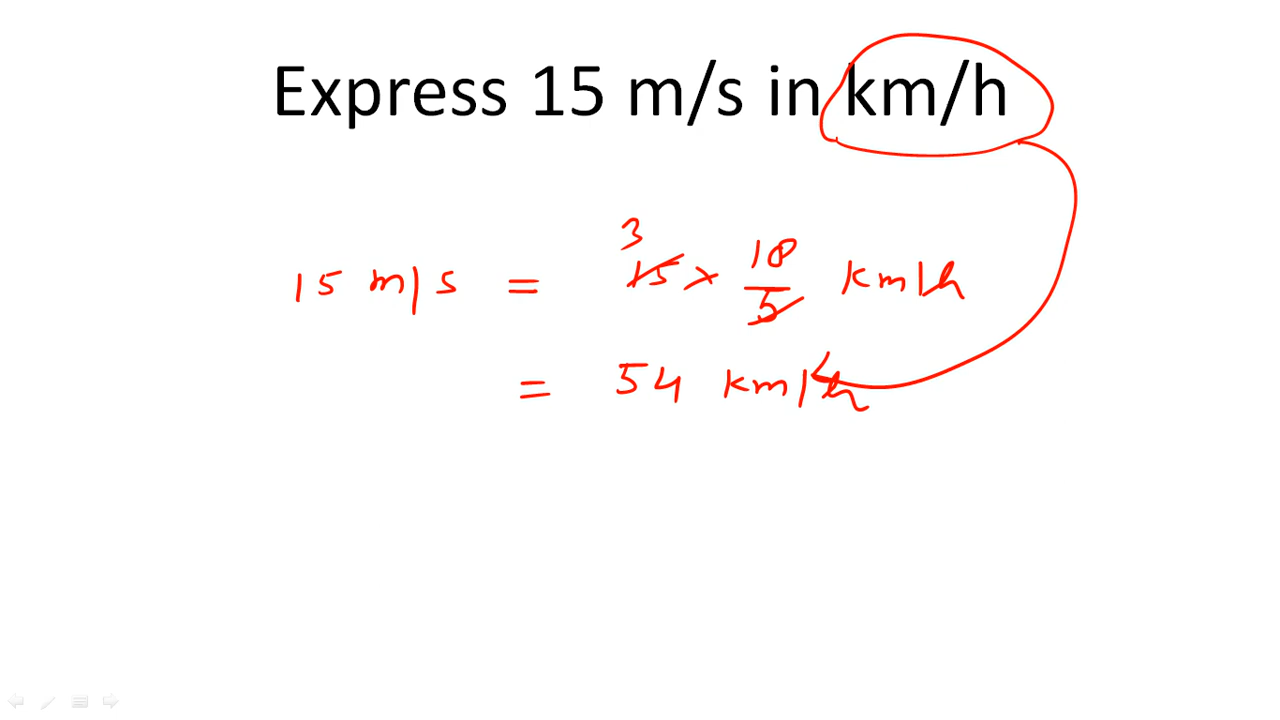 Express 15 m/s in km/h
3
15 m/s = 15 × 18/5 km/h
= 54 km/h